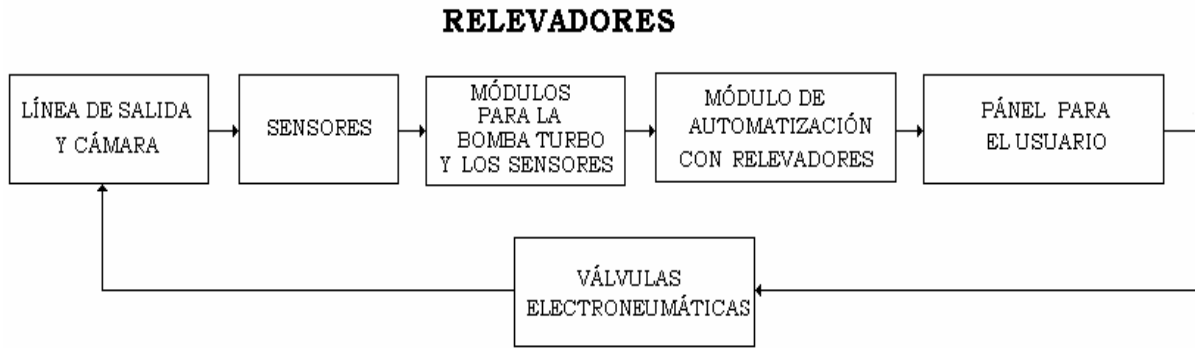 RELEVADORES
LÍNEA DE SALIDA
Y CÁMARA
SENSORES
MÓDULOS
PARA LA
BOMBA TURBO
Y LOS SENSORES
MÓDULO DE
AUTOMATIZACIÓN
CON RELEVADORES
PÁNEL PARA
EL USUARIO
VÁLVULAS
ELECTRONEUMÁTICAS